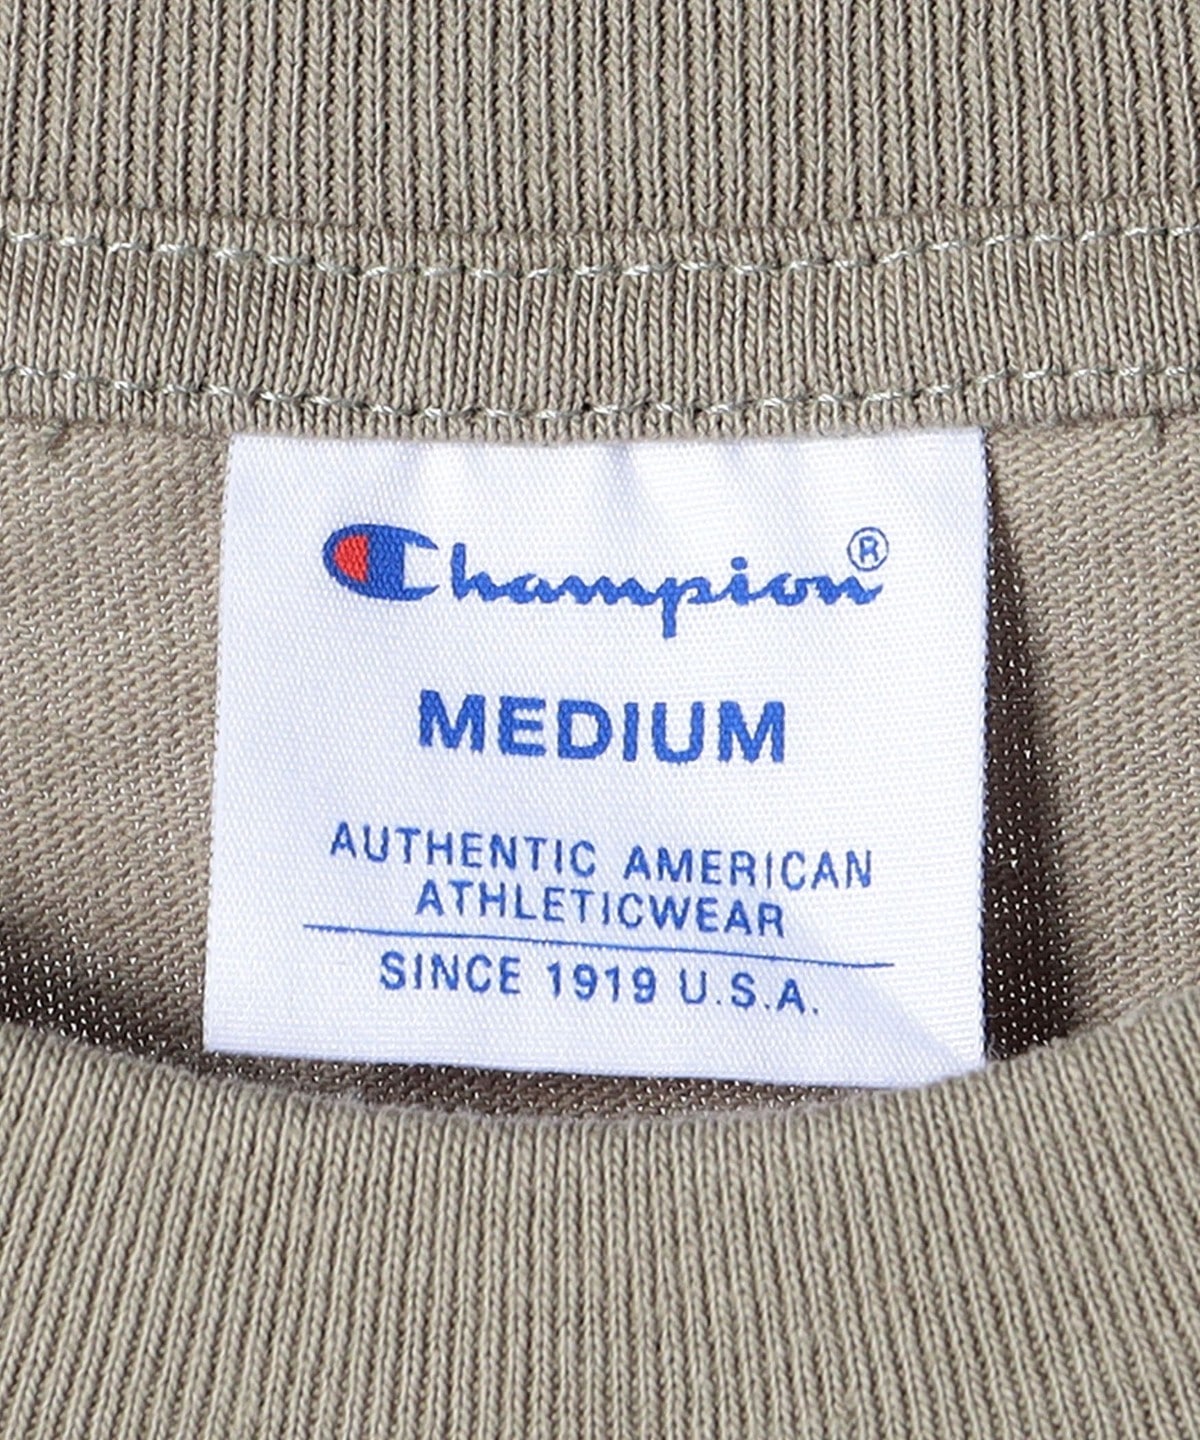 Champion®
MEDIUM
AUTHENTIC AMERICAN
ATHLETICWEAR
SINCE 1919 U.S.A.